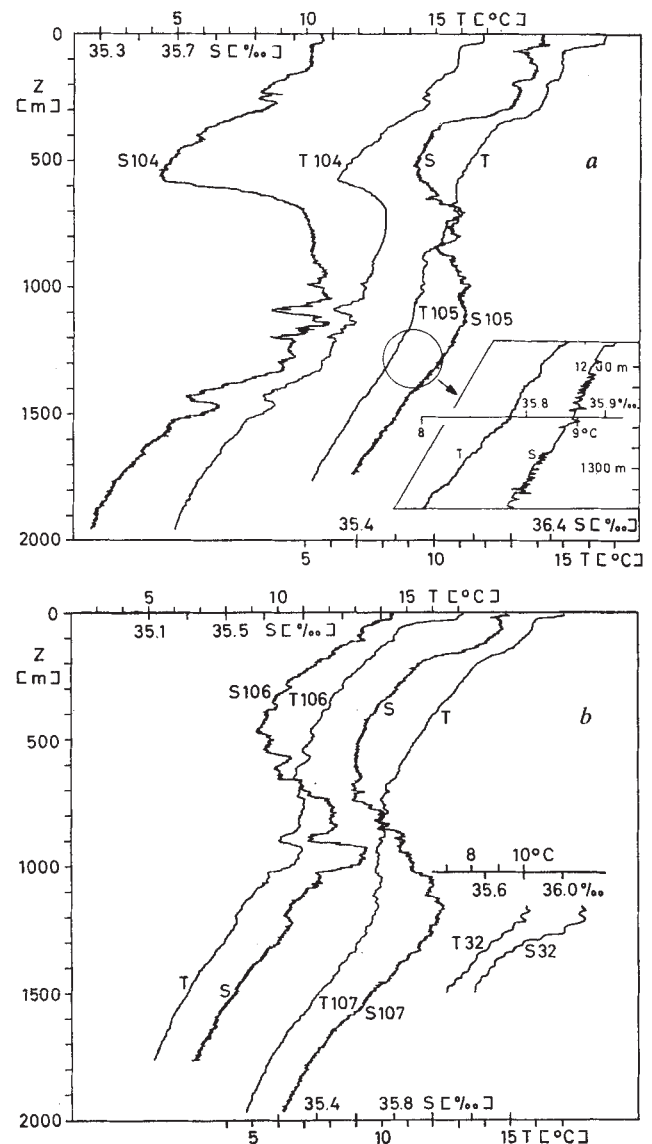 5 10 15 T [°C]
0
35.3 35.7 S [‰]
Z
[m]
500 S104 T104 S T a
1000
T105 S105
1200 m
35.8 35.9‰
8 9°C
1500
T S
1300 m
35.4 36.4 S [‰]
2000
5 10 15 T [°C]
5 10 15 T [°C]
0
35.1 35.5 S [‰]
Z
[m]
S106 T106 S T b
500
8 10°C
1000
35.6 36.0‰
T32 S32
T S
1500
T107 S107
35.4 35.8 S [‰]
2000
5 10 15 T [°C]